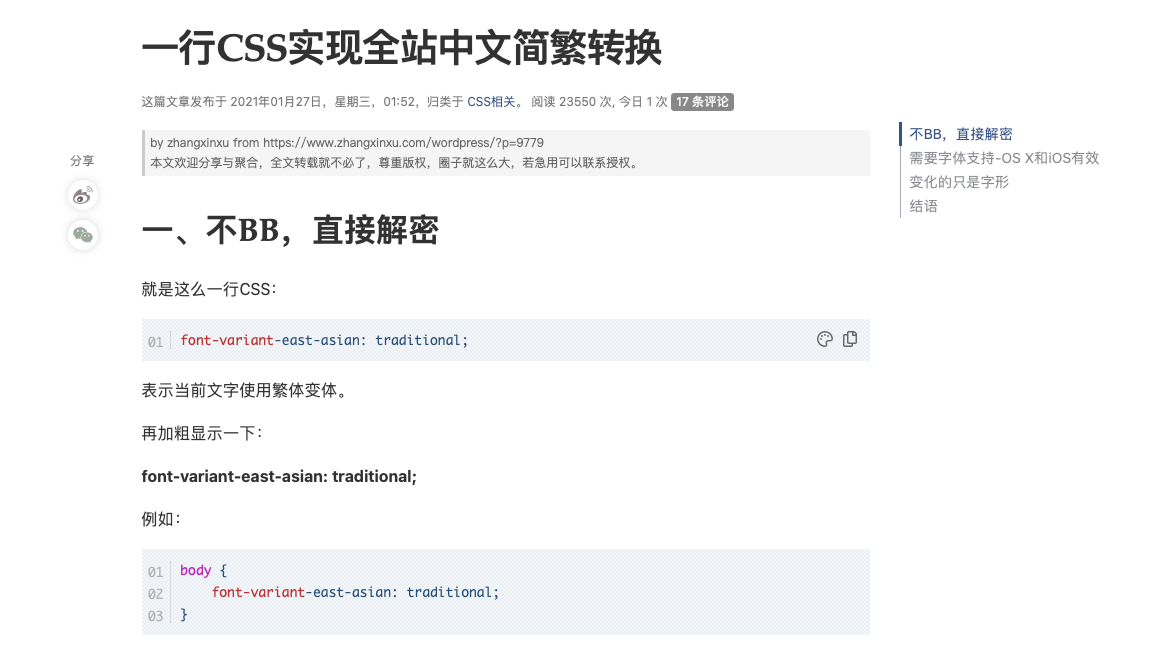 一行CSS实现全站中文简繁转换
这篇文章发布于 2021年01月27日，星期三，01:52，归类于 CSS相关。 阅读 23550 次, 今日 1 次 17 条评论
by zhangxinxu from https://www.zhangxinxu.com/wordpress/?p=9779
本文欢迎分享与聚合，全文转载就不必了，尊重版权，圈子就这么大，若急用可以联系授权。
分享
不BB，直接解密
需要字体支持-OS X和iOS有效
变化的只是字形
结语
一、不BB，直接解密
就是这么一行CSS：
01 font-variant-east-asian: traditional;
表示当前文字使用繁体变体。
再加粗显示一下：
font-variant-east-asian: traditional;
例如：
01 body {
02     font-variant-east-asian: traditional;
03 }